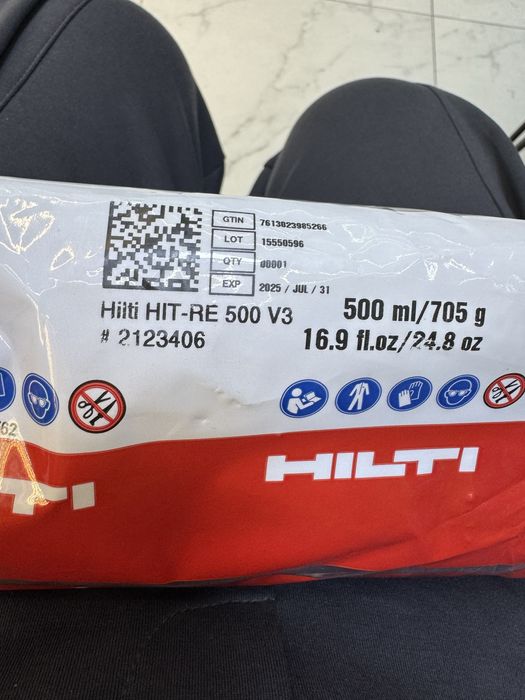 GTIN 7613023985266
LOT 15550596
QTY 00001
EXP 2025 / JUL / 31
Hilti HIT-RE 500 V3
# 2123406
500 ml/705 g
16.9 fl.oz/24.8 oz
HILTI